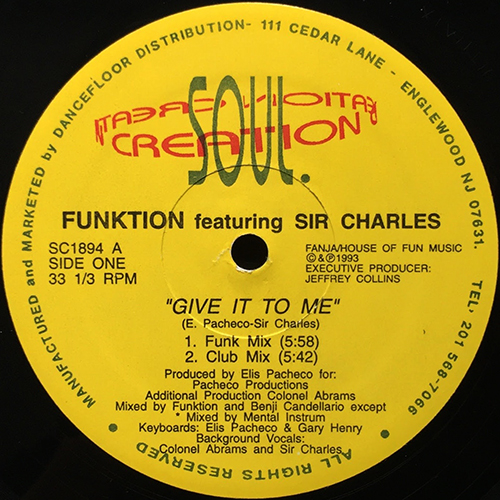 MANUFACTURED and MARKETED by DANCEFLOOR DISTRIBUTION- 111 CEDAR LANE - ENGLEWOOD NJ 07631. TEL· 201 568-7066
SOUL.
CREATION
FUNKTION featuring SIR CHARLES
SC1894 A
SIDE ONE
33 1/3 RPM
FANJA/HOUSE OF FUN MUSIC
©&℗1993
EXECUTIVE PRODUCER:
JEFFREY COLLINS
"GIVE IT TO ME"
(E. Pacheco-Sir Charles)
1. Funk Mix (5:58)
2. Club Mix (5:42)
Produced by Elis Pacheco for:
Pacheco Productions
Additional Production Colonel Abrams
Mixed by Funktion and Benji Candellario except
* Mixed by Mental Instrum
Keyboards: Elis Pacheco & Gary Henry
Background Vocals:
Colonel Abrams and Sir Charles
• ALL RIGHTS RESERVED •